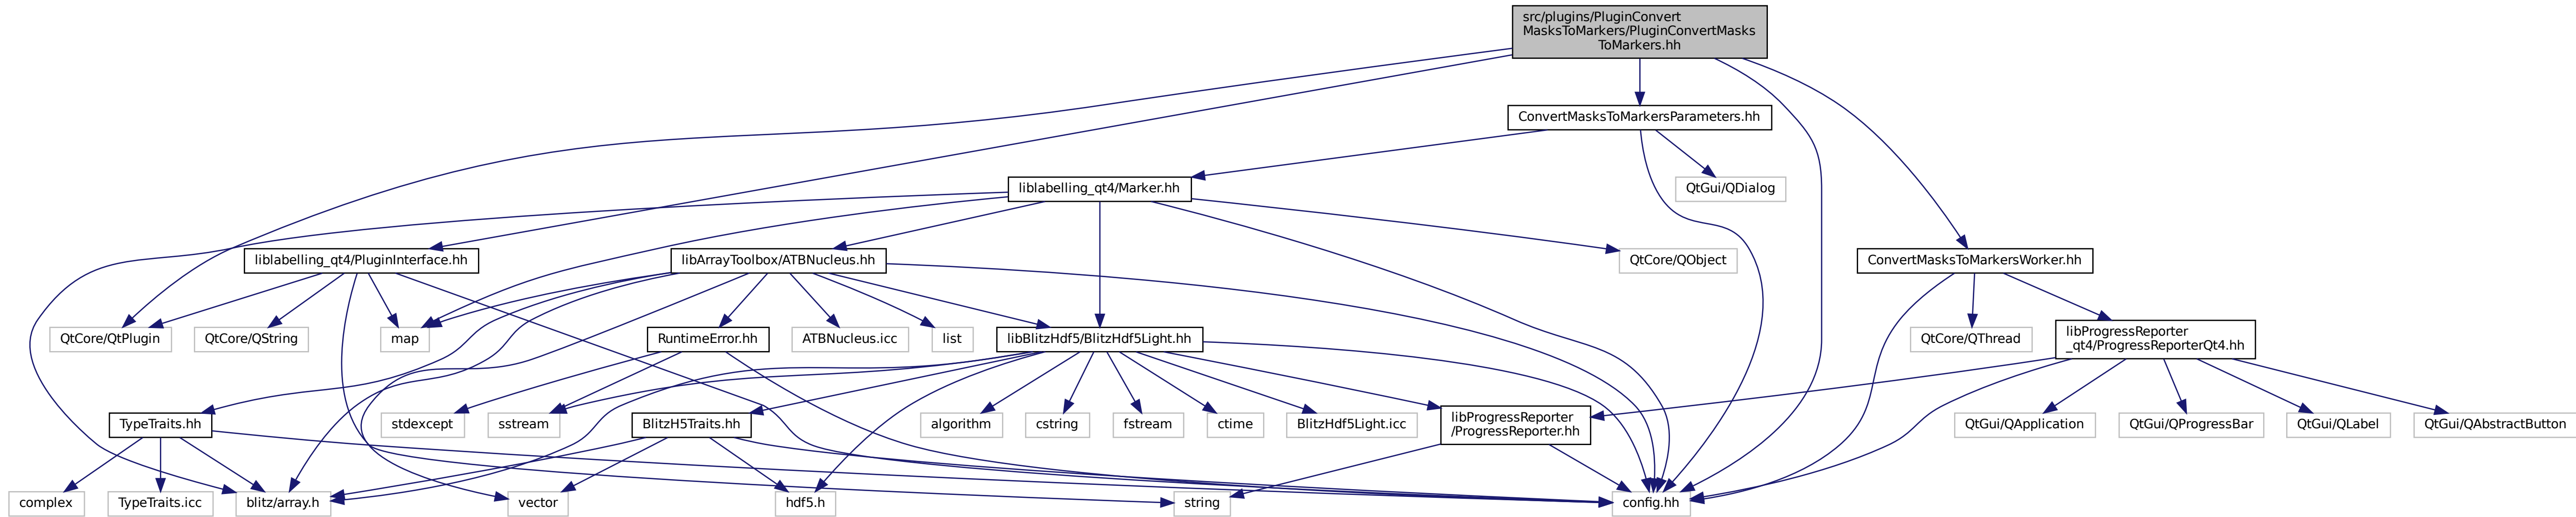 src/plugins/PluginConvert
MasksToMarkers/PluginConvertMasks
ToMarkers.hh
ConvertMasksToMarkersParameters.hh
liblabelling_qt4/Marker.hh
QtGui/QDialog
liblabelling_qt4/PluginInterface.hh
libArrayToolbox/ATBNucleus.hh
QtCore/QObject
ConvertMasksToMarkersWorker.hh
QtCore/QtPlugin
QtCore/QString
map
RuntimeError.hh
ATBNucleus.icc
list
libBlitzHdf5/BlitzHdf5Light.hh
QtCore/QThread
libProgressReporter
_qt4/ProgressReporterQt4.hh
TypeTraits.hh
stdexcept
sstream
BlitzH5Traits.hh
algorithm
cstring
fstream
ctime
BlitzHdf5Light.icc
libProgressReporter
/ProgressReporter.hh
QtGui/QApplication
QtGui/QProgressBar
QtGui/QLabel
QtGui/QAbstractButton
complex
TypeTraits.icc
blitz/array.h
vector
hdf5.h
string
config.hh